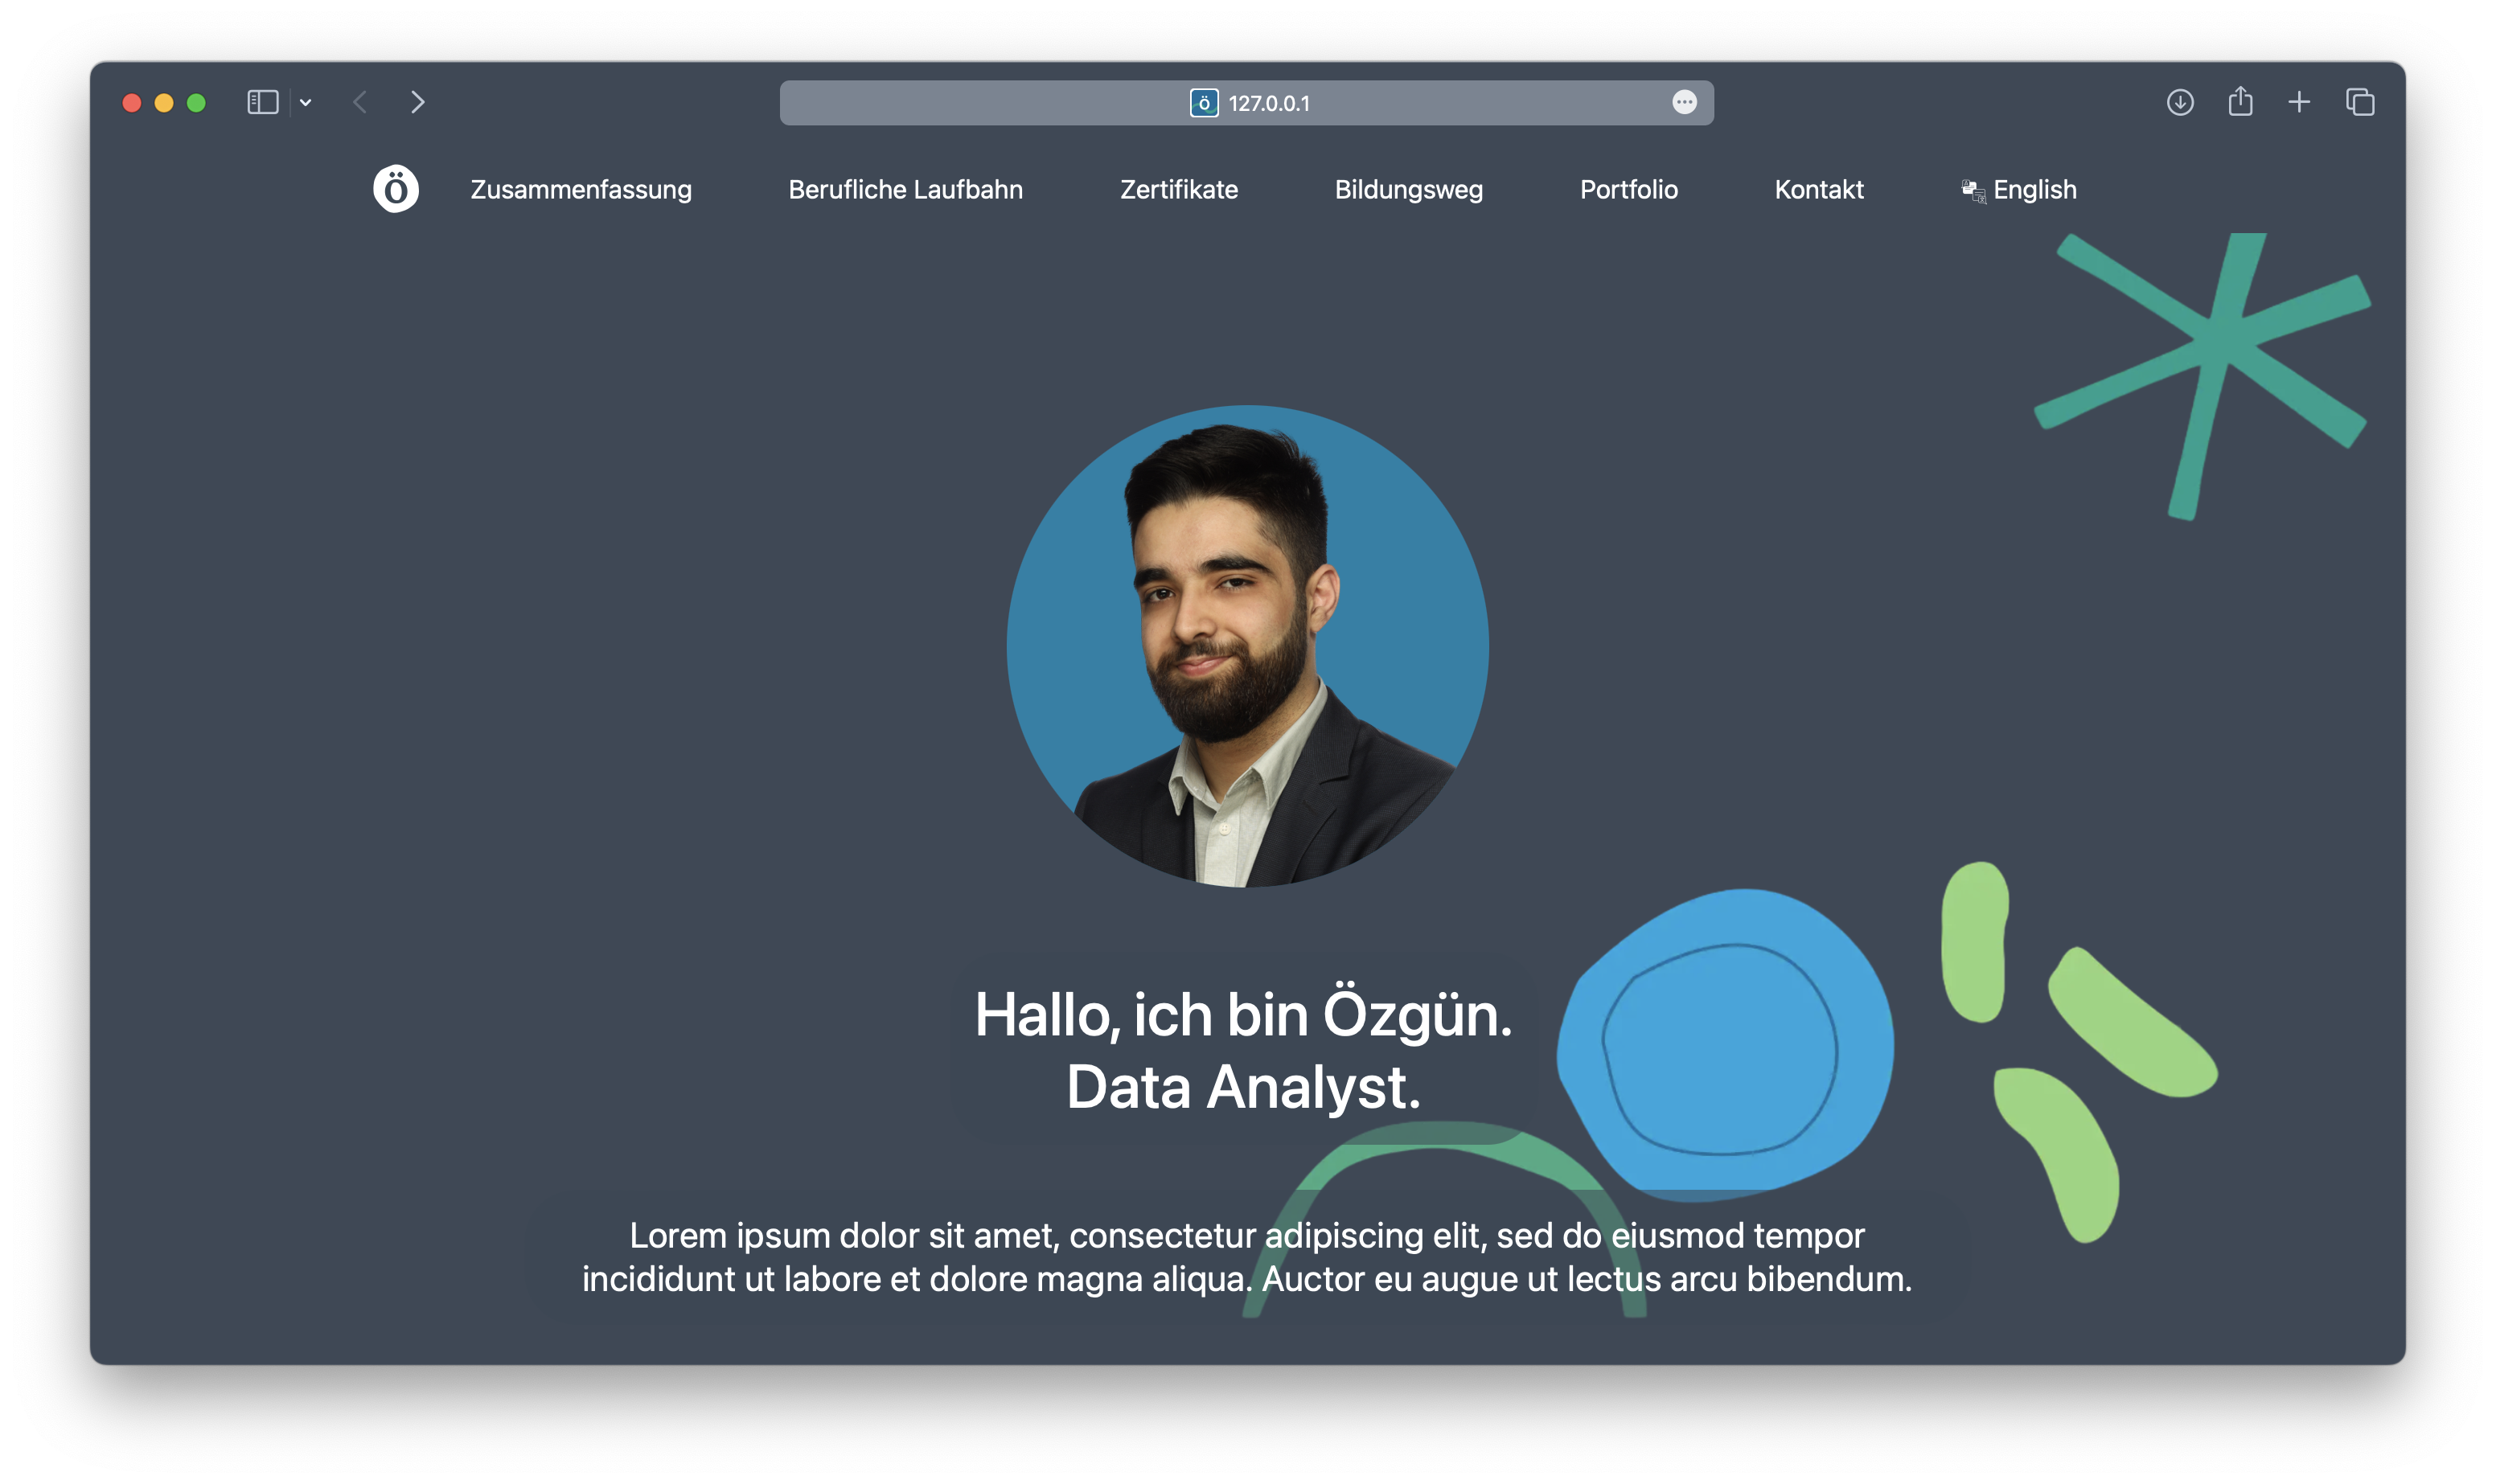 ö 127.0.0.1
Ö Zusammenfassung Berufliche Laufbahn Zertifikate Bildungsweg Portfolio Kontakt English
Hallo, ich bin Özgün.
Data Analyst.
Lorem ipsum dolor sit amet, consectetur adipiscing elit, sed do eiusmod tempor
incididunt ut labore et dolore magna aliqua. Auctor eu augue ut lectus arcu bibendum.